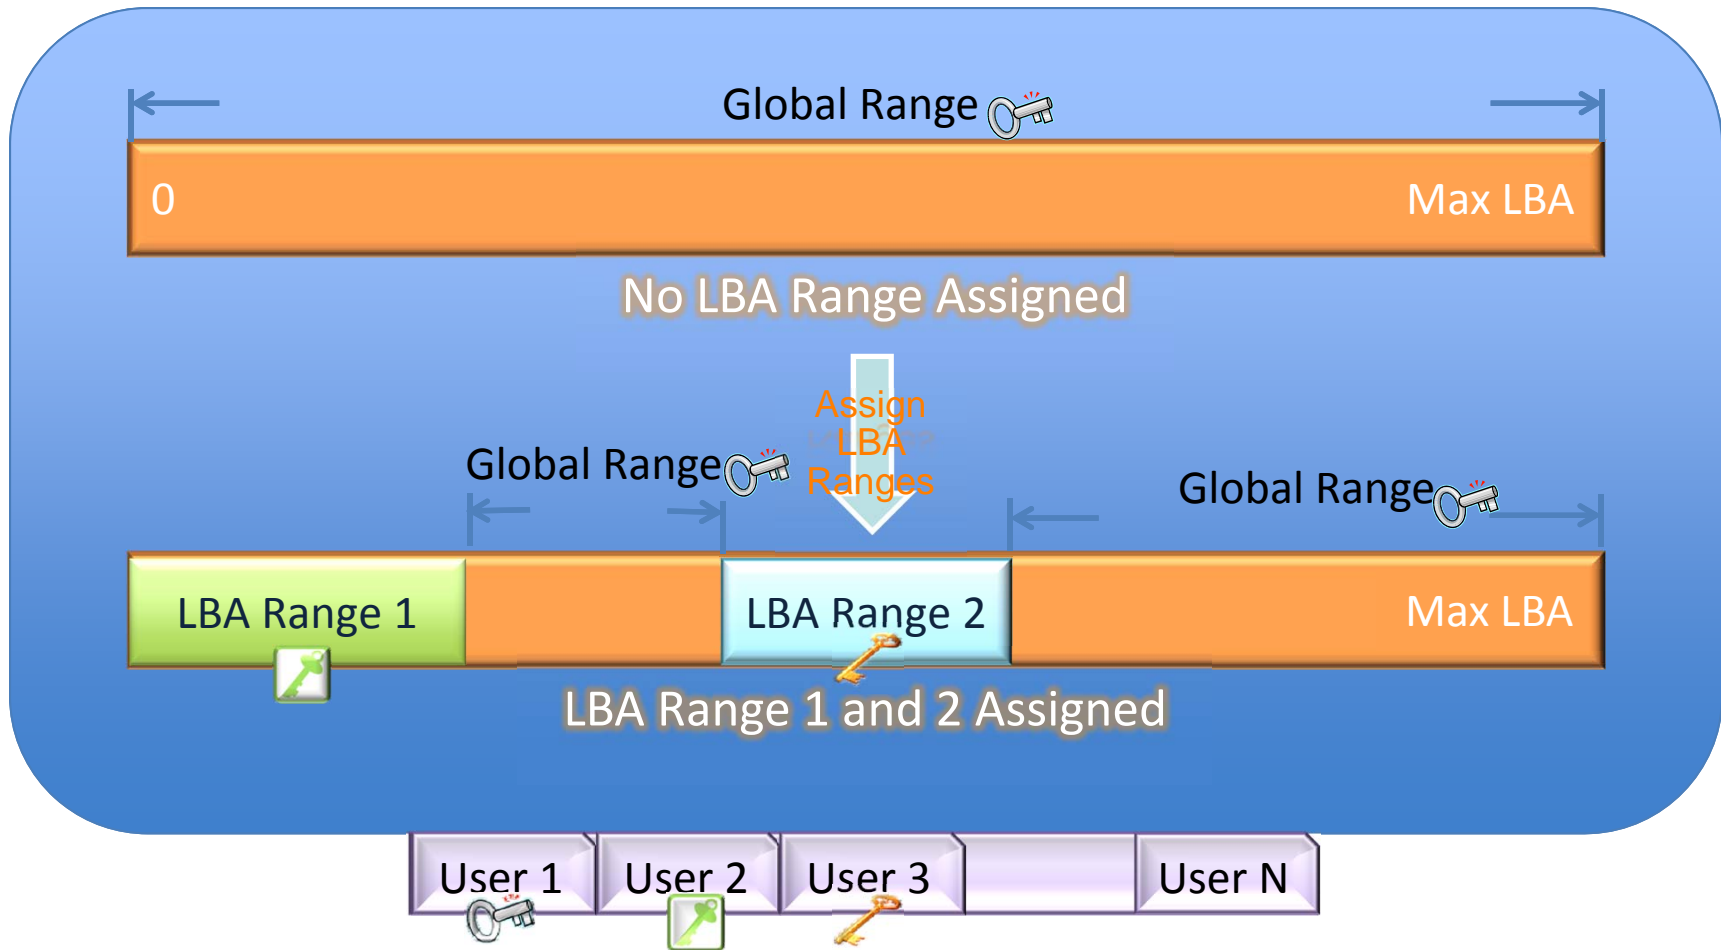 Global Range
0
Max LBA
No LBA Range Assigned
Assign
LBA
Ranges
Global Range
Global Range
LBA Range 1
LBA Range 2
Max LBA
LBA Range 1 and 2 Assigned
User 1
User 2
User 3
User N